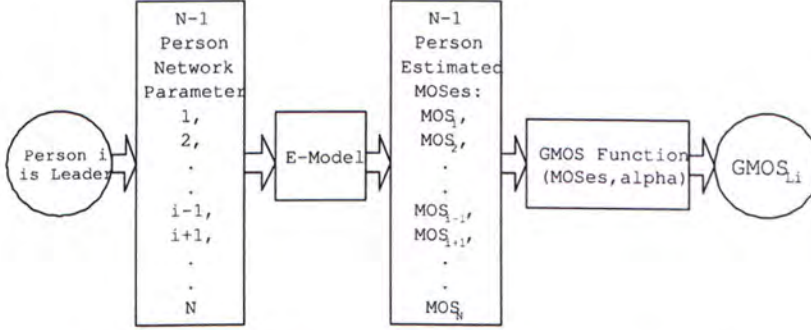 Person i
is Leader
N-1
Person
Network
Parameter
1,
2,
.
.
i-1,
i+1,
.
.
N
E-Model
N-1
Person
Estimated
MOSes:
MOS1,
MOS2,
.
.
MOSi-1,
MOSi+1,
.
.
MOSN
GMOS Function
(MOSes,alpha)
GMOSLi